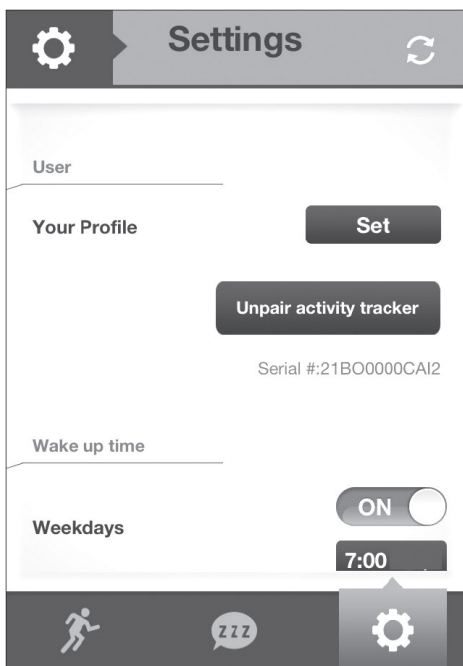 Settings
User
Your Profile
Set
Unpair activity tracker
Serial #:21BO0000CAI2
Wake up time
Weekdays
ON
7:00
zzz